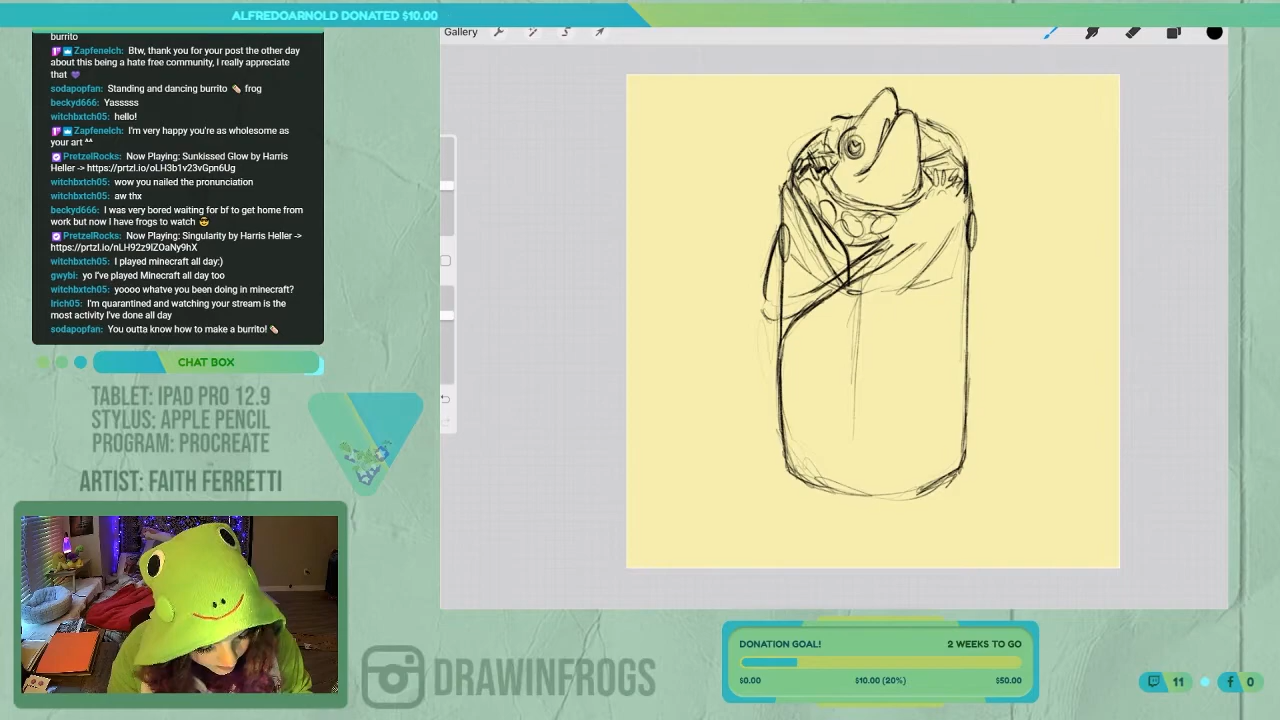 ALFREDOARNOLD DONATED $10.00
burrito
Zapfenelch: Btw, thank you for your post the other day
about this being a hate free community, I really appreciate
that 💜
sodapopfan: Standing and dancing burrito 🌯 frog
beckyd666: Yasssss
witchbxtch05: hello!
Zapfenelch: I'm very happy you're as wholesome as
your art ^^
PretzelRocks: Now Playing: Sunkissed Glow by Harris
Heller -> https://prtzl.io/oLH3b1v23vGpn6Ug
witchbxtch05: wow you nailed the pronunciation
witchbxtch05: aw thx
beckyd666: I was very bored waiting for bf to get home from
work but now I have frogs to watch 😎
PretzelRocks: Now Playing: Singularity by Harris Heller ->
https://prtzl.io/nLH92z9lZOaNy9hX
witchbxtch05: I played minecraft all day:)
gwybi: yo I've played Minecraft all day too
witchbxtch05: yoooo whatve you been doing in minecraft?
lrich05: I'm quarantined and watching your stream is the
most activity I've done all day
sodapopfan: You outta know how to make a burrito! 🌯
CHAT BOX
TABLET: IPAD PRO 12.9
STYLUS: APPLE PENCIL
PROGRAM: PROCREATE
ARTIST: FAITH FERRETTI
Gallery
DRAWINFROGS
DONATION GOAL! 2 WEEKS TO GO
$0.00 $10.00 (20%) $50.00
11 0